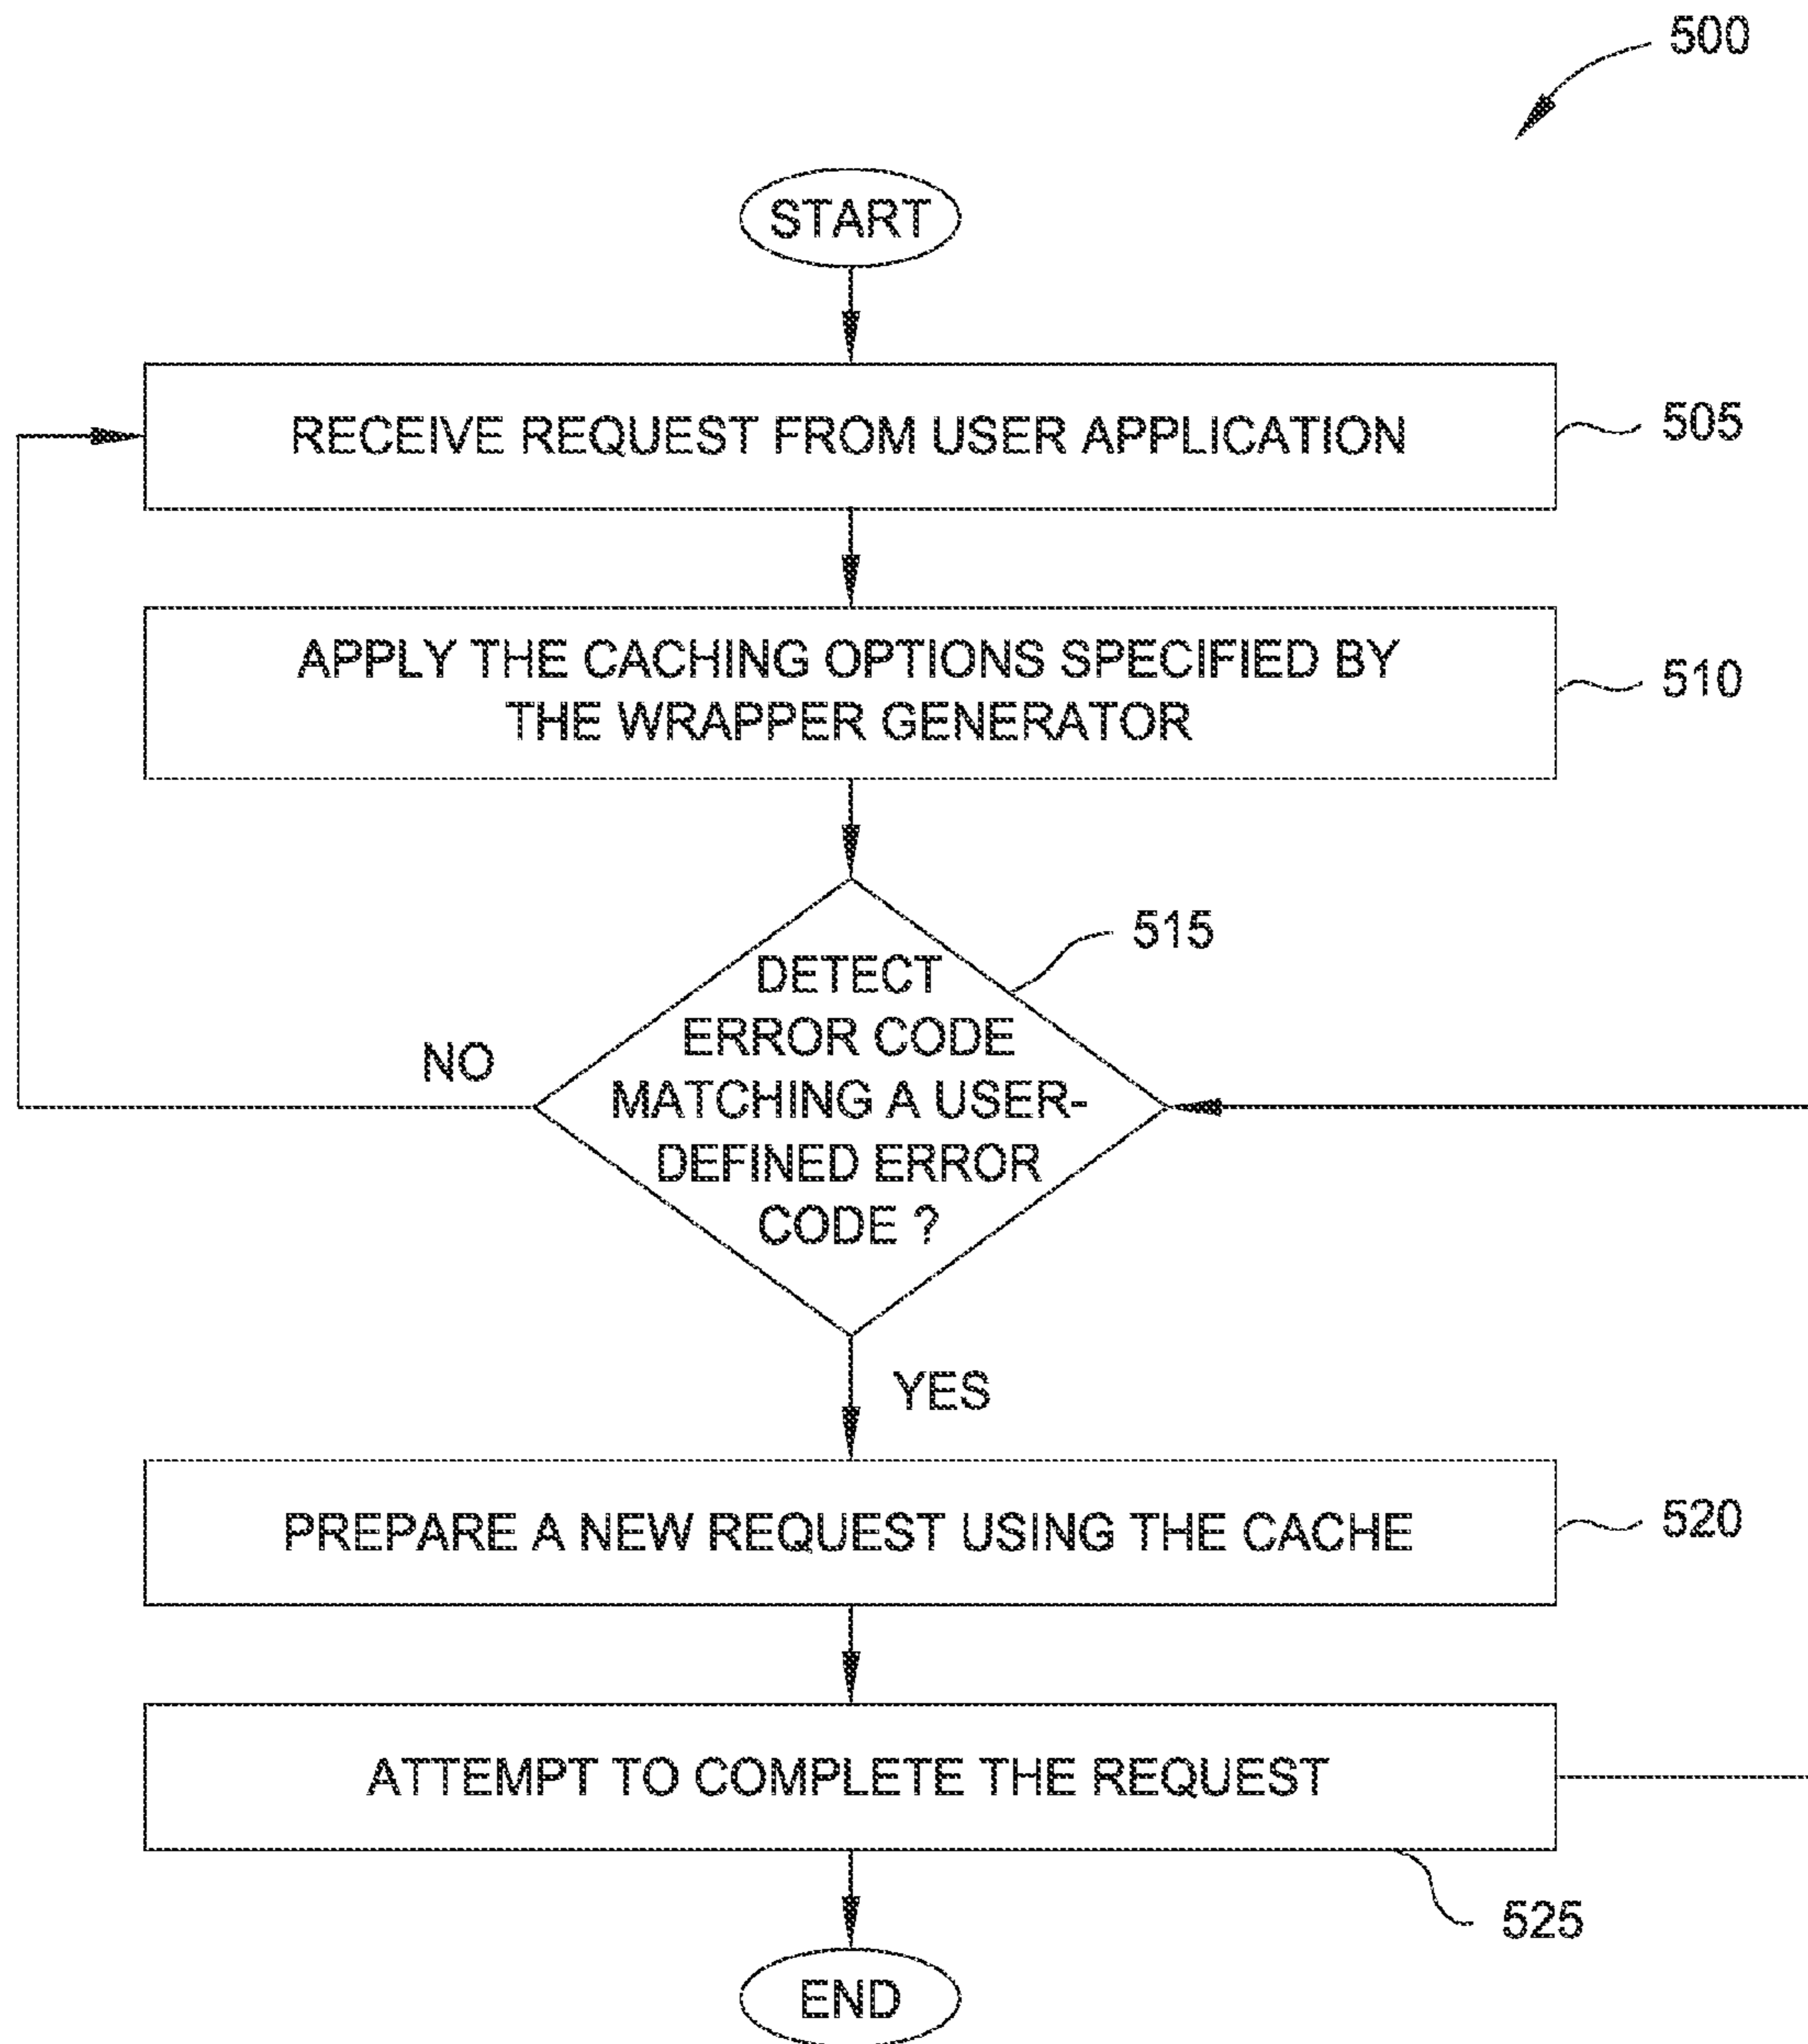 500
START
RECEIVE REQUEST FROM USER APPLICATION
505
APPLY THE CACHING OPTIONS SPECIFIED BY
THE WRAPPER GENERATOR
510
515
DETECT
ERROR CODE
MATCHING A USER-
DEFINED ERROR
CODE ?
NO
YES
PREPARE A NEW REQUEST USING THE CACHE
520
ATTEMPT TO COMPLETE THE REQUEST
525
END